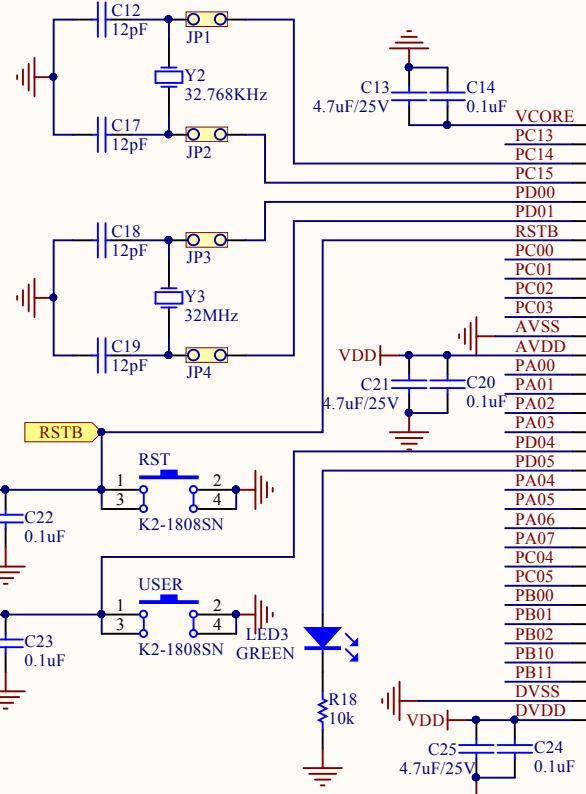 C12
12pF
JP1
Y2
32.768KHz
C17
12pF
JP2
C13
4.7uF/25V
C14
0.1uF
VCORE
PC13
PC14
PC15
PD00
PD01
RSTB
PC00
PC01
PC02
PC03
AVSS
AVDD
PA00
PA01
PA02
PA03
PD04
PD05
PA04
PA05
PA06
PA07
PC04
PC05
PB00
PB01
PB02
PB10
PB11
DVSS
DVDD
C18
12pF
JP3
Y3
32MHz
C19
12pF
JP4
VDD
C21
4.7uF/25V
C20
0.1uF
RSTB
RST
1 2
3 4
K2-1808SN
C22
0.1uF
USER
1 2
3 4
K2-1808SN
C23
0.1uF
LED3
GREEN
R18
10k
VDD
C25
4.7uF/25V
C24
0.1uF